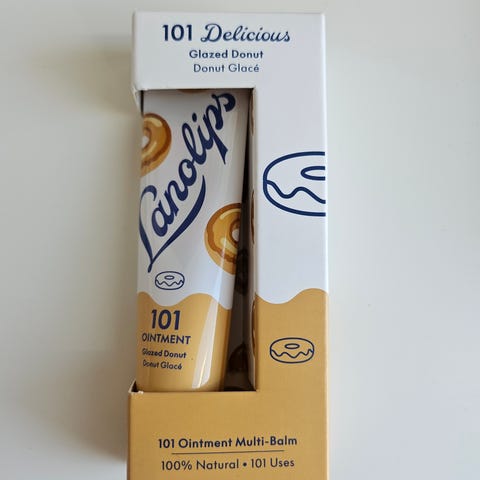 101 Delicious
Glazed Donut
Donut Glacé
Lanolips
101
OINTMENT
Glazed Donut
Donut Glacé
101 Ointment Multi-Balm
100% Natural • 101 Uses